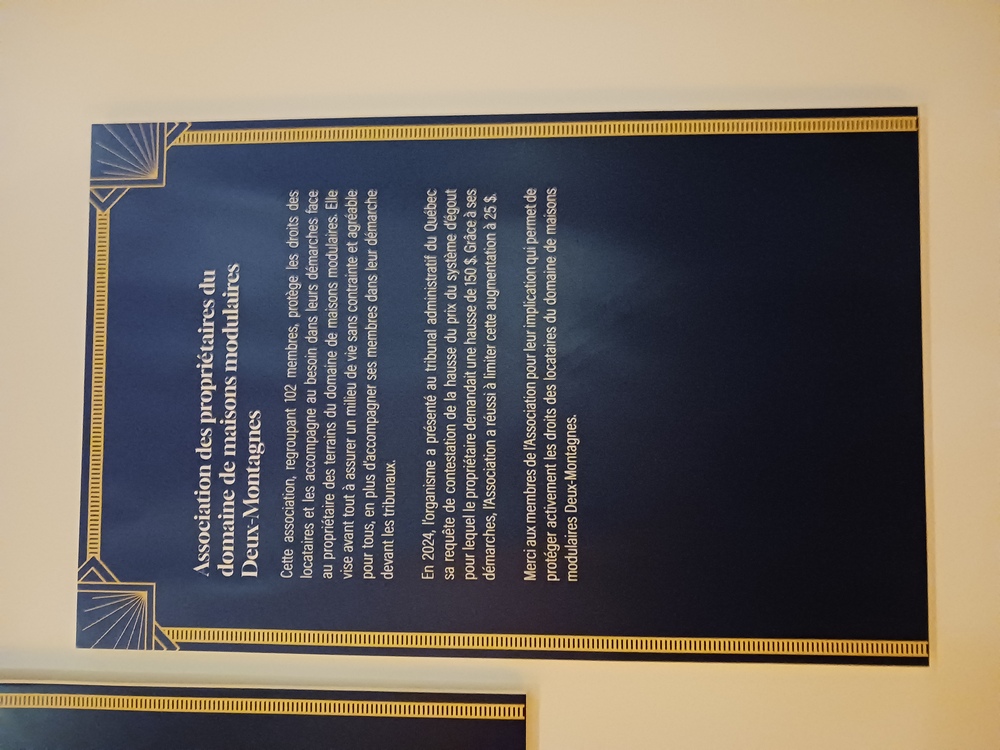 Association des propriétaires du
domaine de maisons modulaires
Deux-Montagnes
Cette association, regroupant 102 membres, protège les droits des
locataires et les accompagne au besoin dans leurs démarches face
au propriétaire des terrains du domaine de maisons modulaires. Elle
vise avant tout à assurer un milieu de vie sans contrainte et agréable
pour tous, en plus d'accompagner ses membres dans leur démarche
devant les tribunaux.
En 2024, l'organisme a présenté au tribunal administratif du Québec
sa requête de contestation de la hausse du prix du système d'égout
pour lequel le propriétaire demandait une hausse de 150 $. Grâce à ses
démarches, l'Association a réussi à limiter cette augmentation à 25 $.
Merci aux membres de l'Association pour leur implication qui permet de
protéger activement les droits des locataires du domaine de maisons
modulaires Deux-Montagnes.